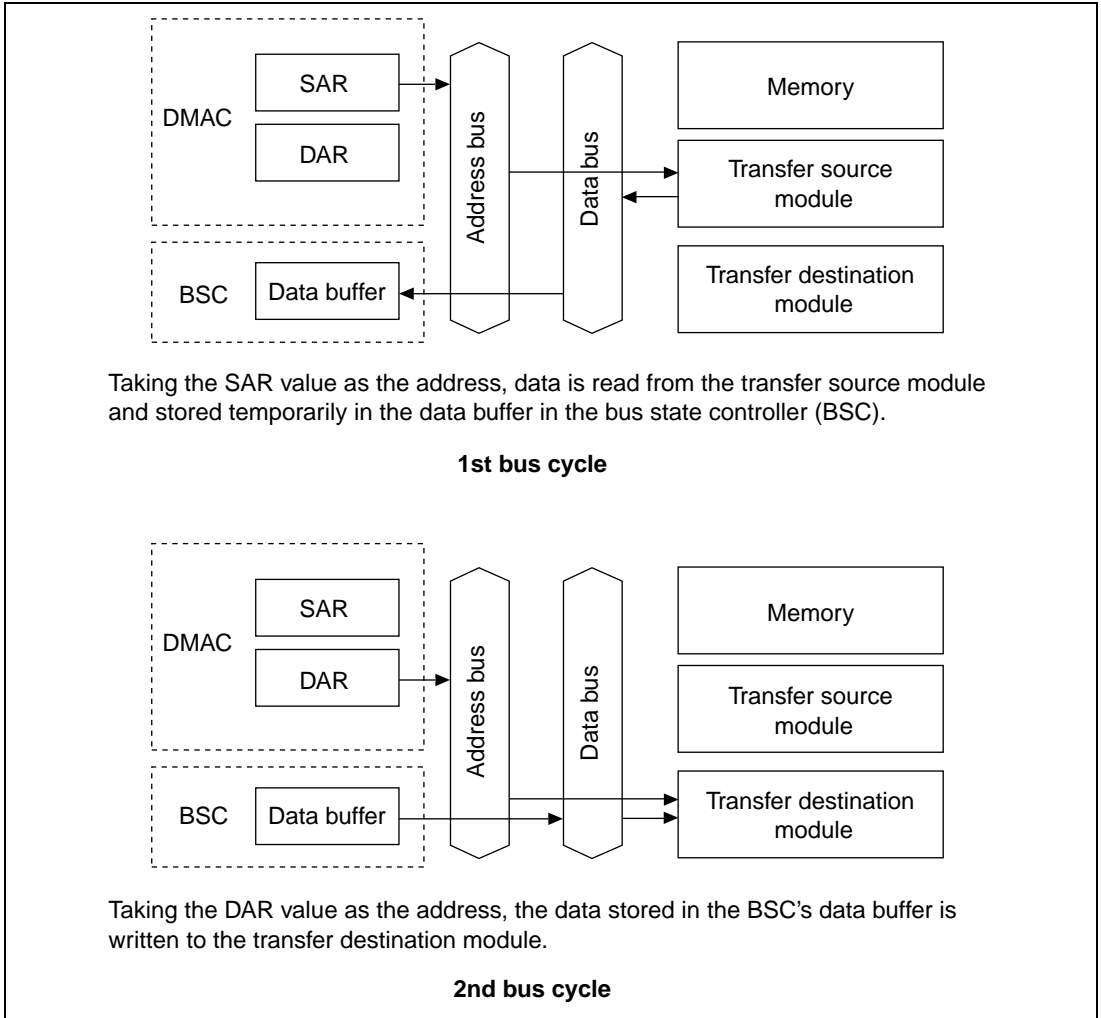 SAR
DMAC
DAR
BSC
Data buffer
Address bus
Data bus
Memory
Transfer source
module
Transfer destination
module
Taking the SAR value as the address, data is read from the transfer source module
and stored temporarily in the data buffer in the bus state controller (BSC).
1st bus cycle
SAR
DMAC
DAR
BSC
Data buffer
Address bus
Data bus
Memory
Transfer source
module
Transfer destination
module
Taking the DAR value as the address, the data stored in the BSC’s data buffer is
written to the transfer destination module.
2nd bus cycle